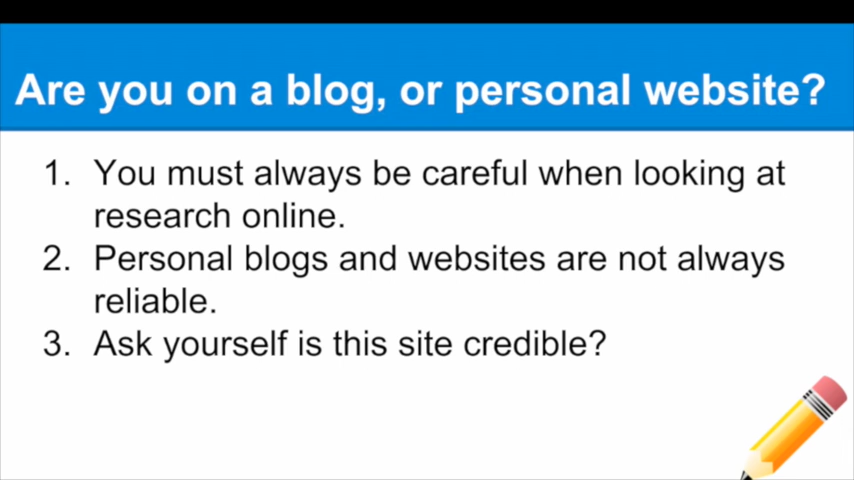 Are you on a blog, or personal website?
1. You must always be careful when looking at
research online.
2. Personal blogs and websites are not always
reliable.
3. Ask yourself is this site credible?